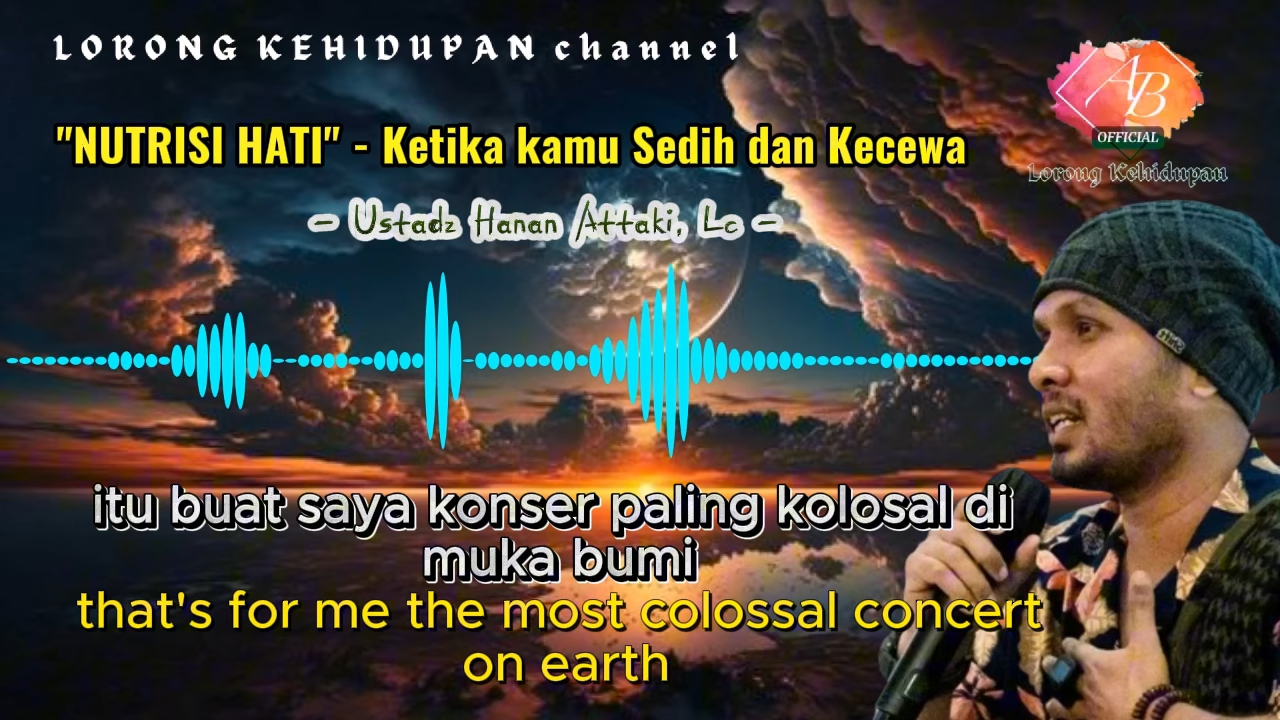 LORONG KEHIDUPAN channel
AB
OFFICIAL
Lorong Kehidupan
"NUTRISI HATI" - Ketika kamu Sedih dan Kecewa
- Ustadz Hanan Attaki, Lc -
itu buat saya konser paling kolosal di
muka bumi
that's for me the most colossal concert
on earth